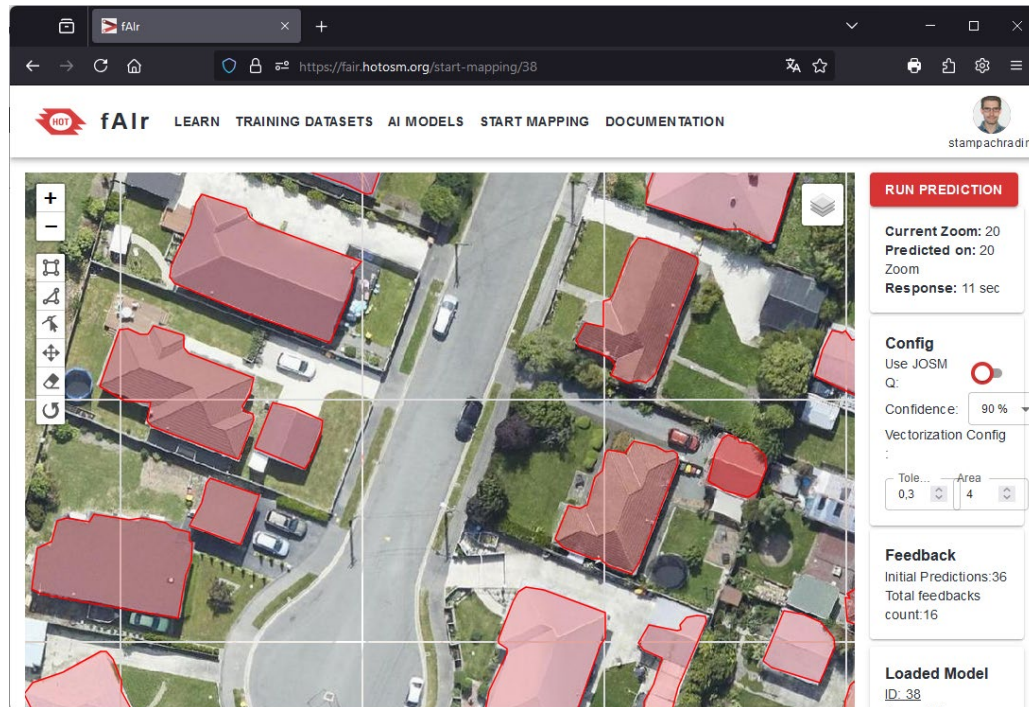 fAIr
https://fair.hotosm.org/start-mapping/38
HOT fAIr LEARN TRAINING DATASETS AI MODELS START MAPPING DOCUMENTATION
stampachradim
RUN PREDICTION
Current Zoom: 20
Predicted on: 20
Zoom
Response: 11 sec
Config
Use JOSM
Q:
Confidence: 90 %
Vectorization Config
:
Tole... Area
0,3 4
Feedback
Initial Predictions:36
Total feedbacks
count:16
Loaded Model
ID: 38